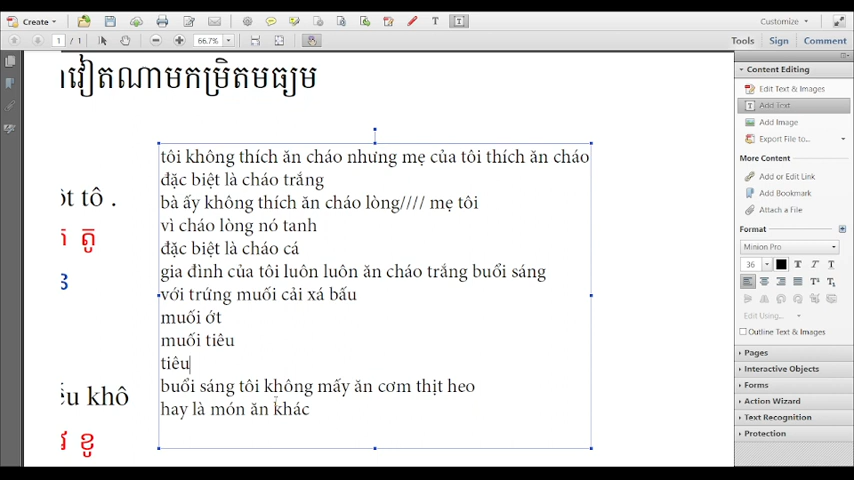 Create
Customize
1 / 1
66.7%
Tools Sign Comment
Content Editing
Edit Text & Images
Add Text
Add Image
Export File to...
More Content
Add or Edit Link
Add Bookmark
Attach a File
Format
Minion Pro
36
Edit Using...
Outline Text & Images
Pages
Interactive Objects
Forms
Action Wizard
Text Recognition
Protection
វៀតណាមកម្រិតមធ្យម
tôi không thích ăn cháo nhưng mẹ của tôi thích ăn cháo
đặc biệt là cháo trắng
bà ấy không thích ăn cháo lòng//// mẹ tôi
vì cháo lòng nó tanh
đặc biệt là cháo cá
gia đình của tôi luôn luôn ăn cháo trắng buổi sáng
với trứng muối cải xá bấu
muối ớt
muối tiêu
tiêu
buổi sáng tôi không mấy ăn cơm thịt heo
hay là món ăn khác
tô .
តូ
khô
ខូ